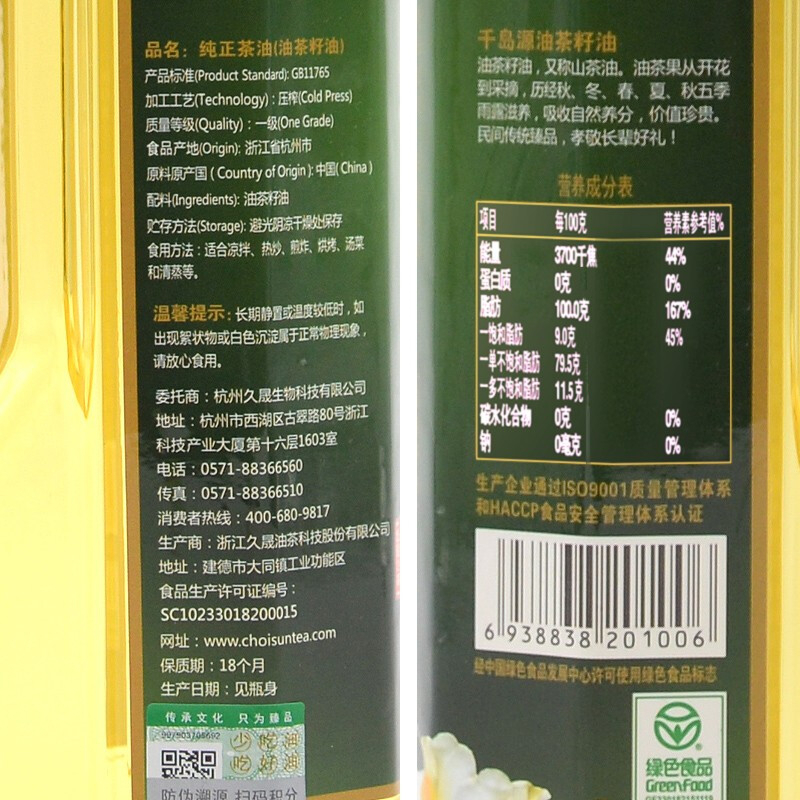 品名：纯正茶油(油茶籽油)
产品标准(Product Standard): GB11765
加工工艺(Technology)：压榨(Cold Press)
质量等级(Quality)：一级(One Grade)
食品产地(Origin): 浙江省杭州市
原料原产国 ( Country of Origin ): 中国( China )
配料(Ingredients): 油茶籽油
贮存方法(Storage): 避光阴凉干燥处保存
食用方法：适合凉拌、热炒、煎炸、烘烤、汤菜
和清蒸等。
温馨提示：长期静置或温度较低时，如
出现絮状物或白色沉淀属于正常物理现象，
请放心食用。
委托商：杭州久晟生物科技有限公司
地址：杭州市西湖区古翠路80号浙江
科技产业大厦第十六层1603室
电话：0571-88366560
传真：0571-88366510
消费者热线：400-680-9817
生产商：浙江久晟油茶科技股份有限公司
地址：建德市大同镇工业功能区
食品生产许可证编号：
SC10233018200015
网址：www.choisuntea.com
保质期：18个月
生产日期：见瓶身
传承文化 只为臻品
少吃油
吃好油
防伪溯源 扫码积分
千岛源油茶籽油
油茶籽油，又称山茶油。油茶果从开花
到采摘，历经秋、冬、春、夏、秋五季
雨露滋养，吸收自然养分，价值珍贵。
民间传统臻品，孝敬长辈好礼！
营养成分表
项目 每100克 营养素参考值%
能量 3700千焦 44%
蛋白质 0克 0%
脂肪 100.0克 167%
—饱和脂肪 9.0克 45%
—单不饱和脂肪 79.5克
—多不饱和脂肪 11.5克
碳水化合物 0克 0%
钠 0毫克 0%
生产企业通过ISO9001质量管理体系
和HACCP食品安全管理体系认证
6 938838 201006
经中国绿色食品发展中心许可使用绿色食品标志
®
绿色食品
GreenFood